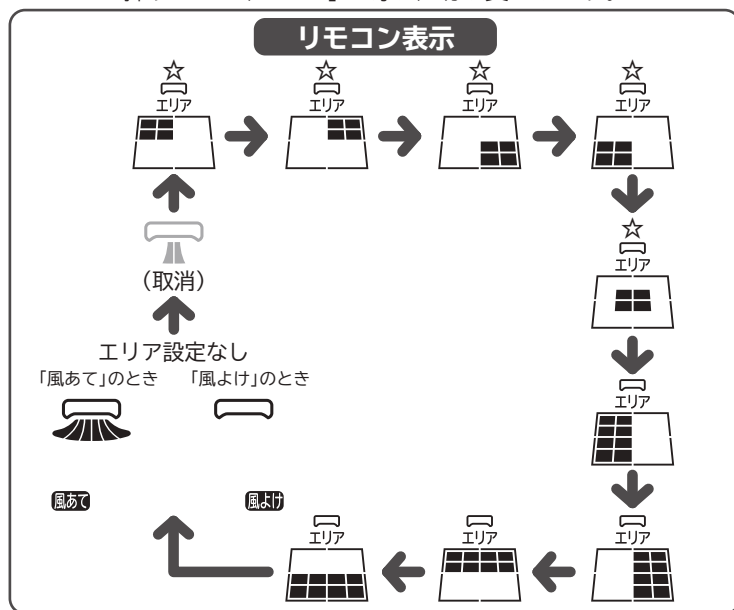 リモコン表示
☆
エリア
☆
エリア
☆
エリア
☆
エリア
☆
エリア
(取消)
エリア設定なし
「風あて」のとき
「風よけ」のとき
エリア
風あて
風よけ
エリア
エリア
エリア